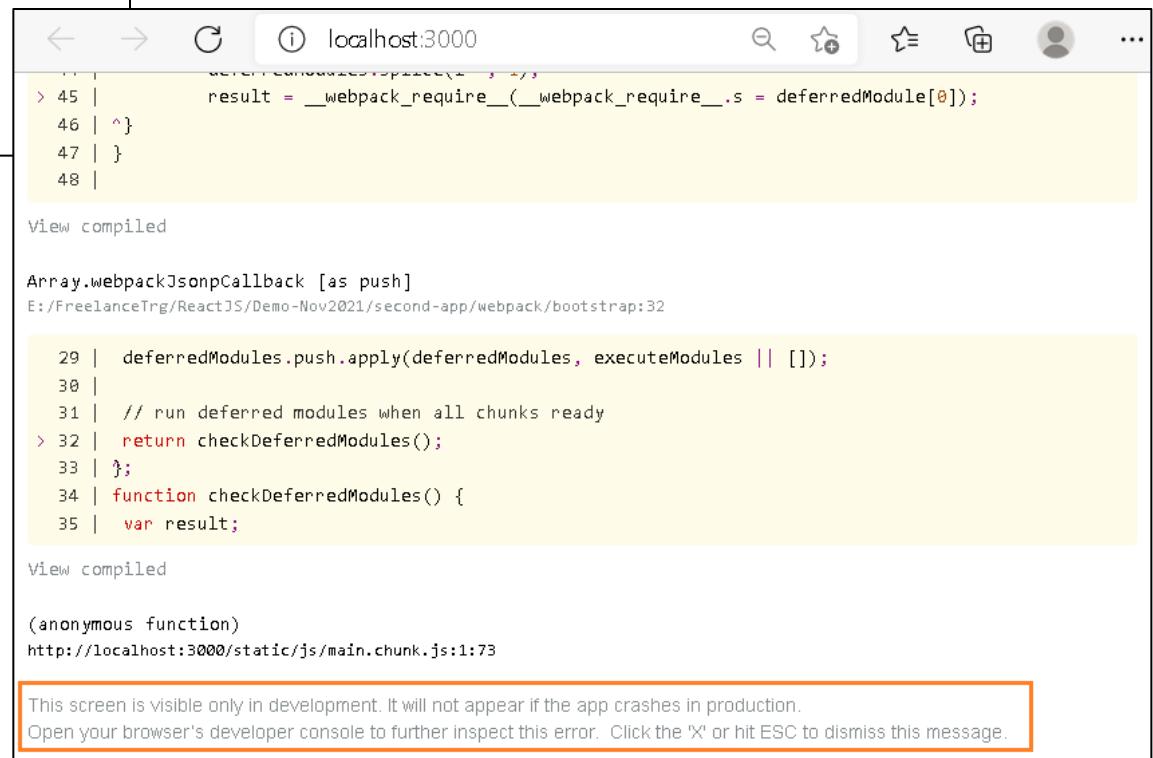 localhost:3000
44 | deferredModules.splice(i--, 1);
> 45 | result = __webpack_require__(__webpack_require__.s = deferredModule[0]);
46 | ^}
47 | }
48 |
View compiled
Array.webpackJsonpCallback [as push]
E:/FreelanceTrg/ReactJS/Demo-Nov2021/second-app/webpack/bootstrap:32
29 | deferredModules.push.apply(deferredModules, executeModules || []);
30 |
31 | // run deferred modules when all chunks ready
> 32 | return checkDeferredModules();
33 | };
34 | function checkDeferredModules() {
35 | var result;
View compiled
(anonymous function)
http://localhost:3000/static/js/main.chunk.js:1:73
This screen is visible only in development. It will not appear if the app crashes in production.
Open your browser's developer console to further inspect this error. Click the 'X' or hit ESC to dismiss this message.